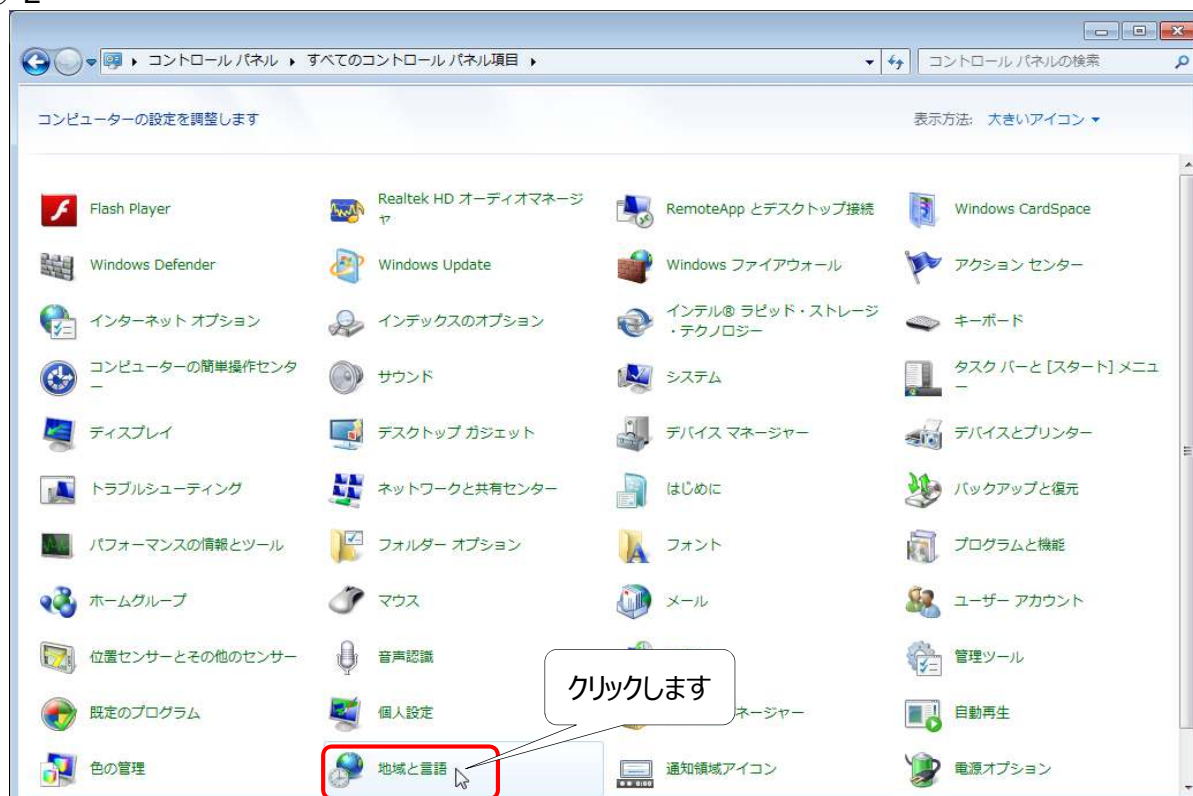 コントロール パネル すべてのコントロール パネル項目 コントロール パネルの検索
コンピューターの設定を調整します 表示方法: 大きいアイコン
Flash Player
Realtek HD オーディオマネージ
ャ
RemoteApp とデスクトップ接続
Windows CardSpace
Windows Defender
Windows Update
Windows ファイアウォール
アクション センター
インターネット オプション
インデックスのオプション
インテル® ラピッド・ストレージ
・テクノロジー
キーボード
コンピューターの簡単操作センタ
ー
サウンド
システム
タスク バーと [スタート] メニュ
ー
ディスプレイ
デスクトップ ガジェット
デバイス マネージャー
デバイスとプリンター
トラブルシューティング
ネットワークと共有センター
はじめに
バックアップと復元
パフォーマンスの情報とツール
フォルダー オプション
フォント
プログラムと機能
ホームグループ
マウス
メール
ユーザー アカウント
位置センサーとその他のセンサー
音声認識
管理ツール
クリックします
既定のプログラム
個人設定
ネージャー
自動再生
色の管理
地域と言語
通知領域アイコン
電源オプション